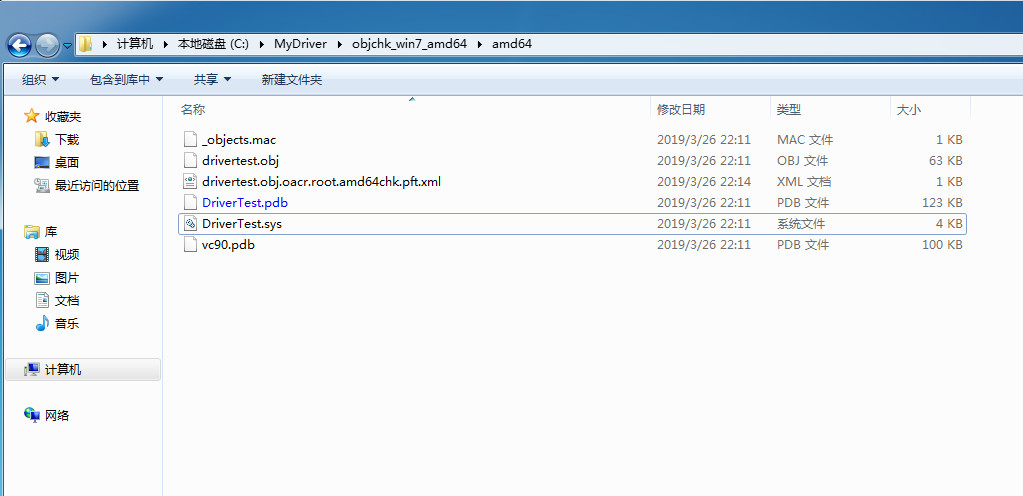 计算机 本地磁盘 (C:) MyDriver objchk_win7_amd64 amd64
组织 包含到库中 共享 新建文件夹
收藏夹
下载
桌面
最近访问的位置
库
视频
图片
文档
音乐
计算机
网络
名称 修改日期 类型 大小
_objects.mac 2019/3/26 22:11 MAC 文件 1 KB
drivertest.obj 2019/3/26 22:11 OBJ 文件 63 KB
drivertest.obj.oacr.root.amd64chk.pft.xml 2019/3/26 22:14 XML 文档 1 KB
DriverTest.pdb 2019/3/26 22:11 PDB 文件 123 KB
DriverTest.sys 2019/3/26 22:11 系统文件 4 KB
vc90.pdb 2019/3/26 22:11 PDB 文件 100 KB